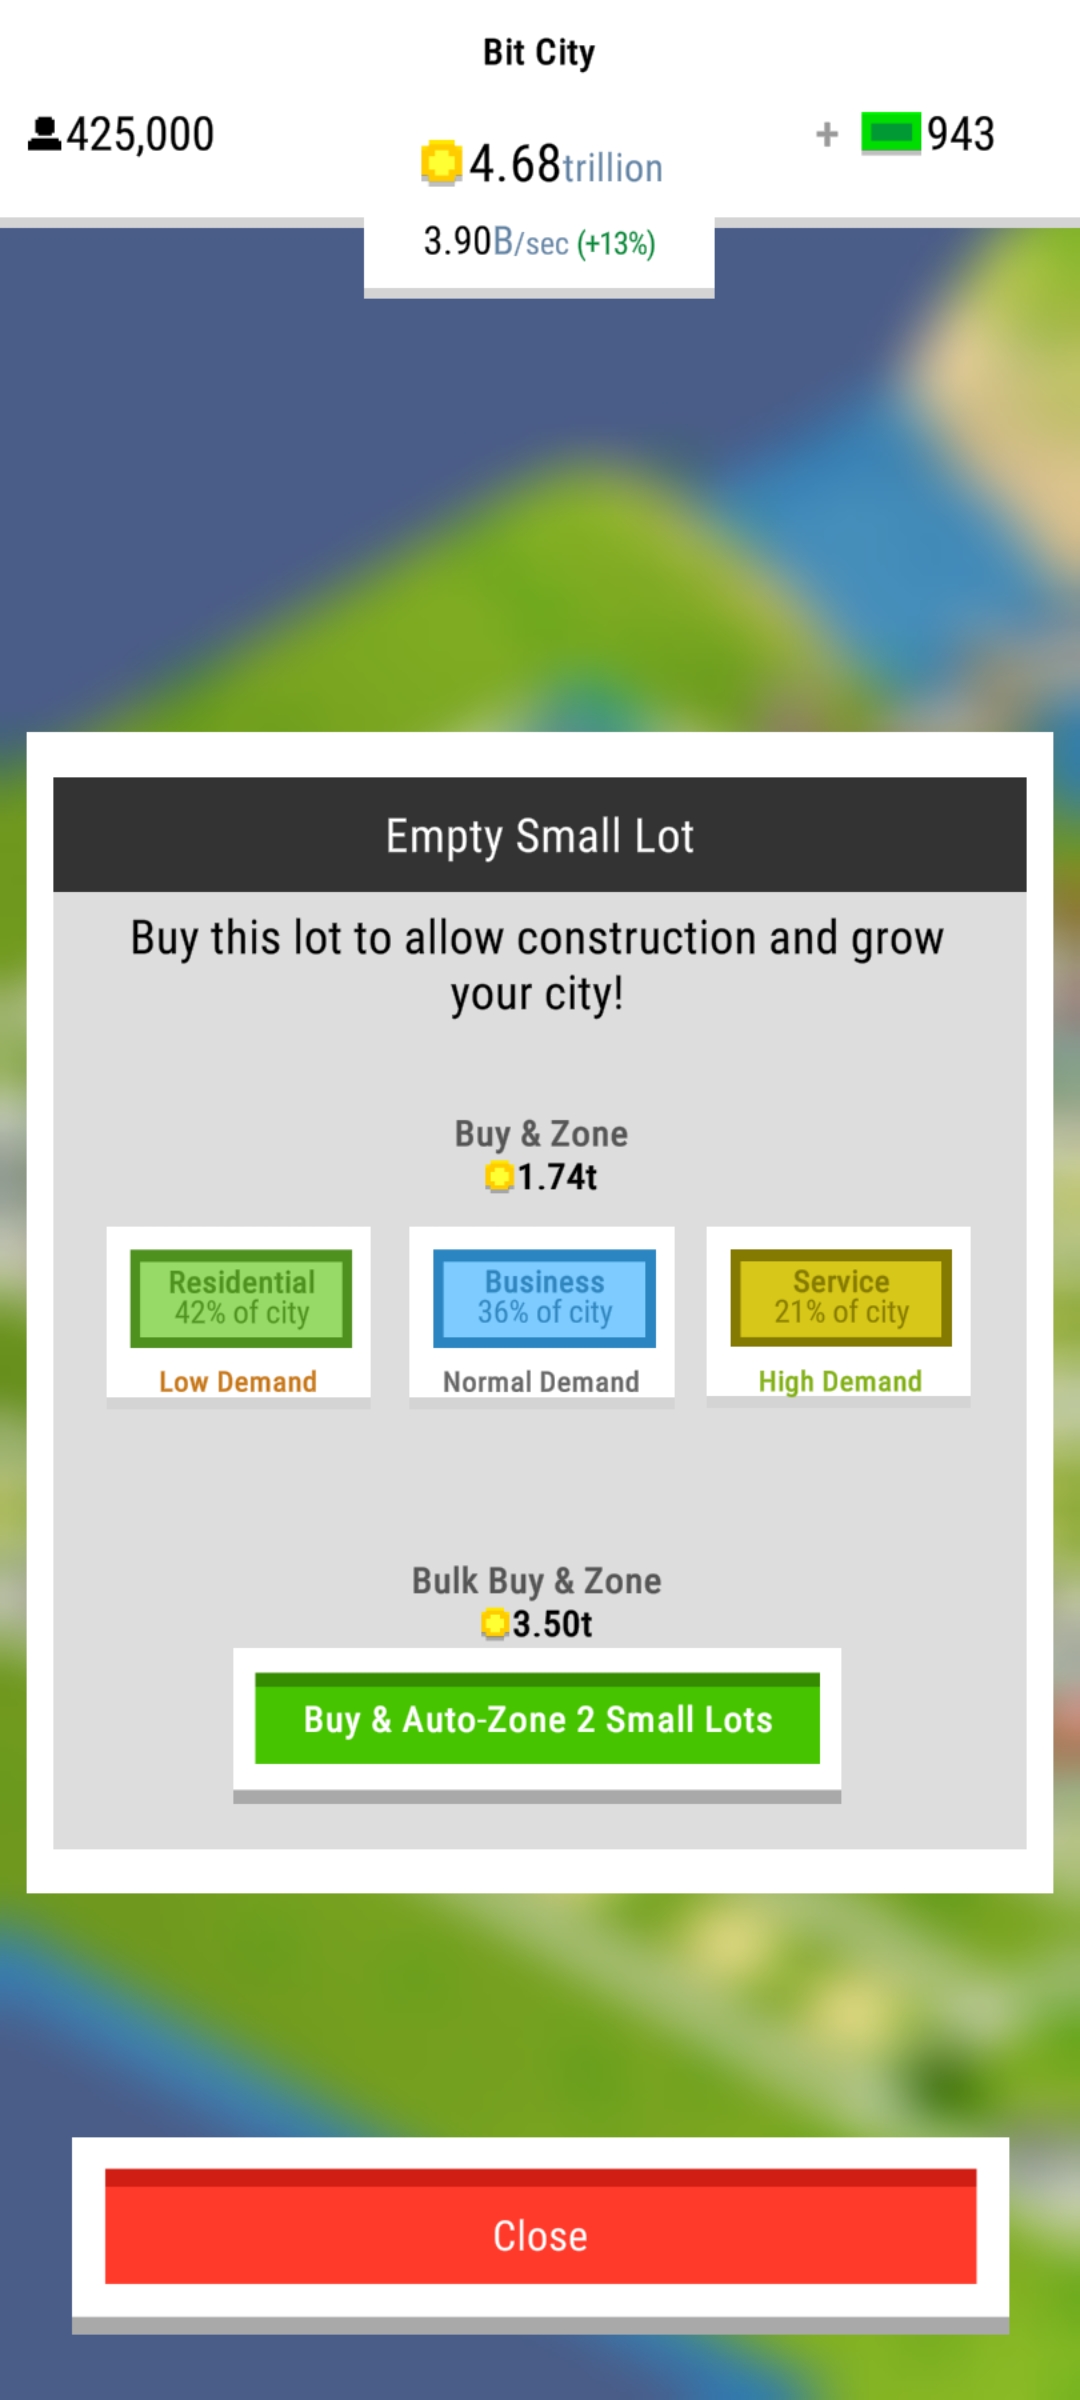 Bit City
425,000
4.68trillion
+ 943
3.90B/sec (+13%)
Empty Small Lot
Buy this lot to allow construction and grow
your city!
Buy & Zone
1.74t
Residential
42% of city
Low Demand
Business
36% of city
Normal Demand
Service
21% of city
High Demand
Bulk Buy & Zone
3.50t
Buy & Auto-Zone 2 Small Lots
Close